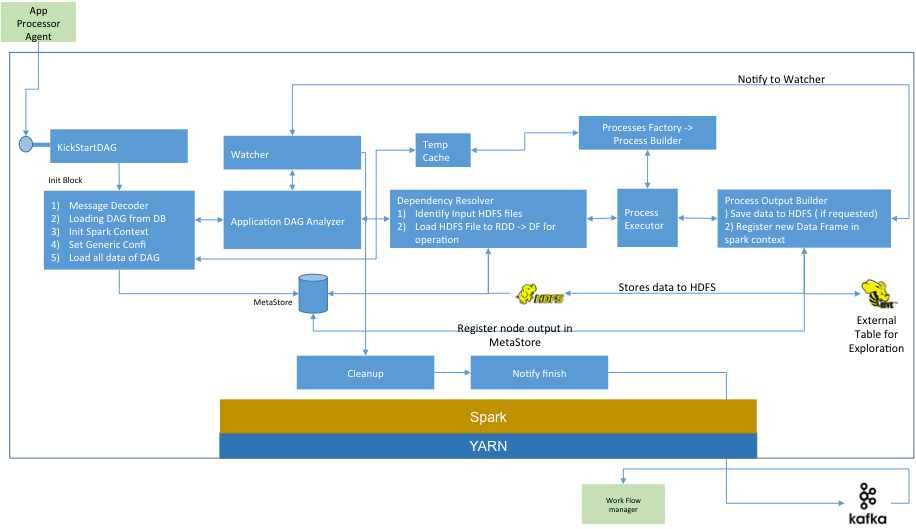 App
Processor
Agent
Notify to Watcher
KickStartDAG
Watcher
Temp
Cache
Processes Factory ->
Process Builder
Init Block
1) Message Decoder
2) Loading DAG from DB
3) Init Spark Context
4) Set Generic Confi
5) Load all data of DAG
Application DAG Analyzer
Dependency Resolver
1) Identify Input HDFS files
2) Load HDFS File to RDD -> DF for
operation
Process
Executor
Process Output Builder
) Save data to HDFS ( if requested)
2) Register new Data Frame in
spark context
MetaStore
HDFS
Stores data to HDFS
HIVE
External
Table for
Exploration
Register node output in
MetaStore
Cleanup
Notify finish
Spark
YARN
Work Flow
manager
kafka